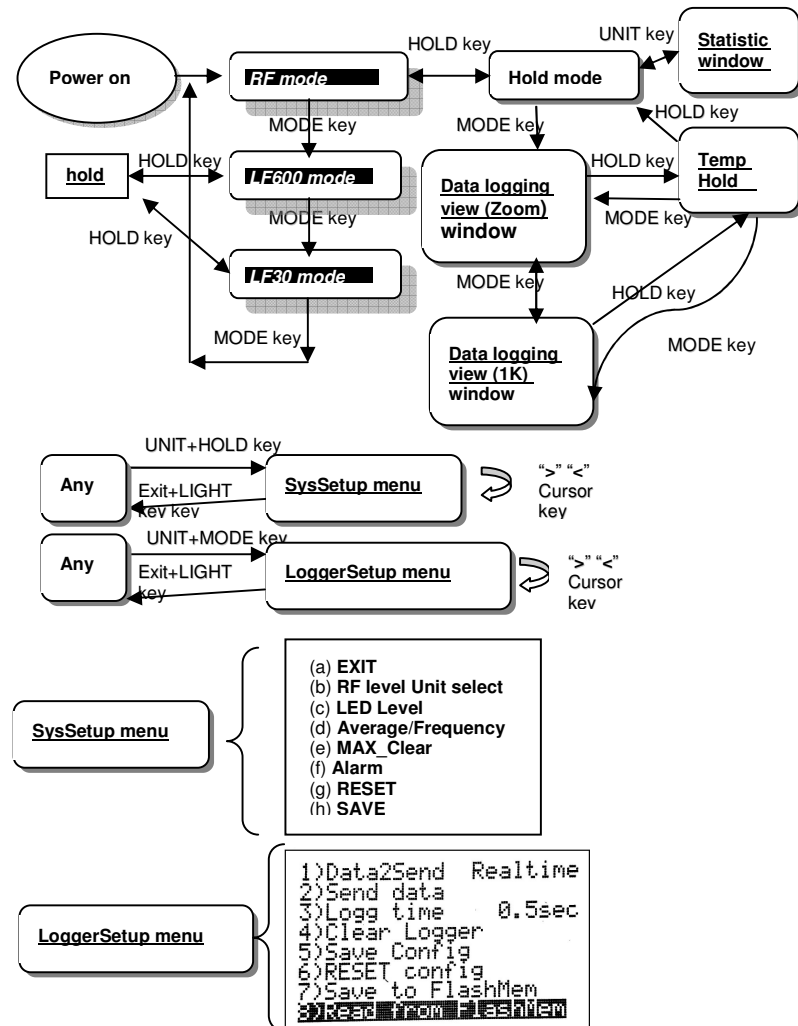 Power on
RF mode
HOLD key
Hold mode
UNIT key
Statistic
window
MODE key
MODE key
HOLD key
hold
HOLD key
LF600 mode
Data logging
view (Zoom)
window
HOLD key
MODE key
Temp
Hold
MODE key
HOLD key
LF30 mode
MODE key
MODE key
HOLD key
MODE key
Data logging
view (1K)
window
UNIT+HOLD key
Any
Exit+LIGHT
key key
SysSetup menu
“>” “<”
Cursor
key
UNIT+MODE key
Any
Exit+LIGHT
key
LoggerSetup menu
“>” “<”
Cursor
key
SysSetup menu
(a) EXIT
(b) RF level Unit select
(c) LED Level
(d) Average/Frequency
(e) MAX_Clear
(f) Alarm
(g) RESET
(h) SAVE
LoggerSetup menu
1)Data2Send Realtime
2)Send data
3)Logg time 0.5sec
4)Clear Logger
5)Save Config
6)RESET config
7)Save to FlashMem
8)Read from FlashMem